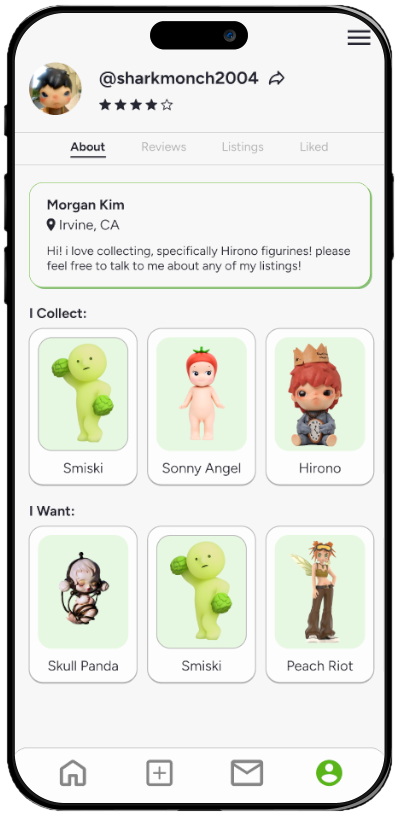 @sharkmonch2004
About Reviews Listings Liked
Morgan Kim
Irvine, CA
Hi! i love collecting, specifically Hirono figurines! please
feel free to talk to me about any of my listings!
I Collect:
Smiski Sonny Angel Hirono
I Want:
Skull Panda Smiski Peach Riot